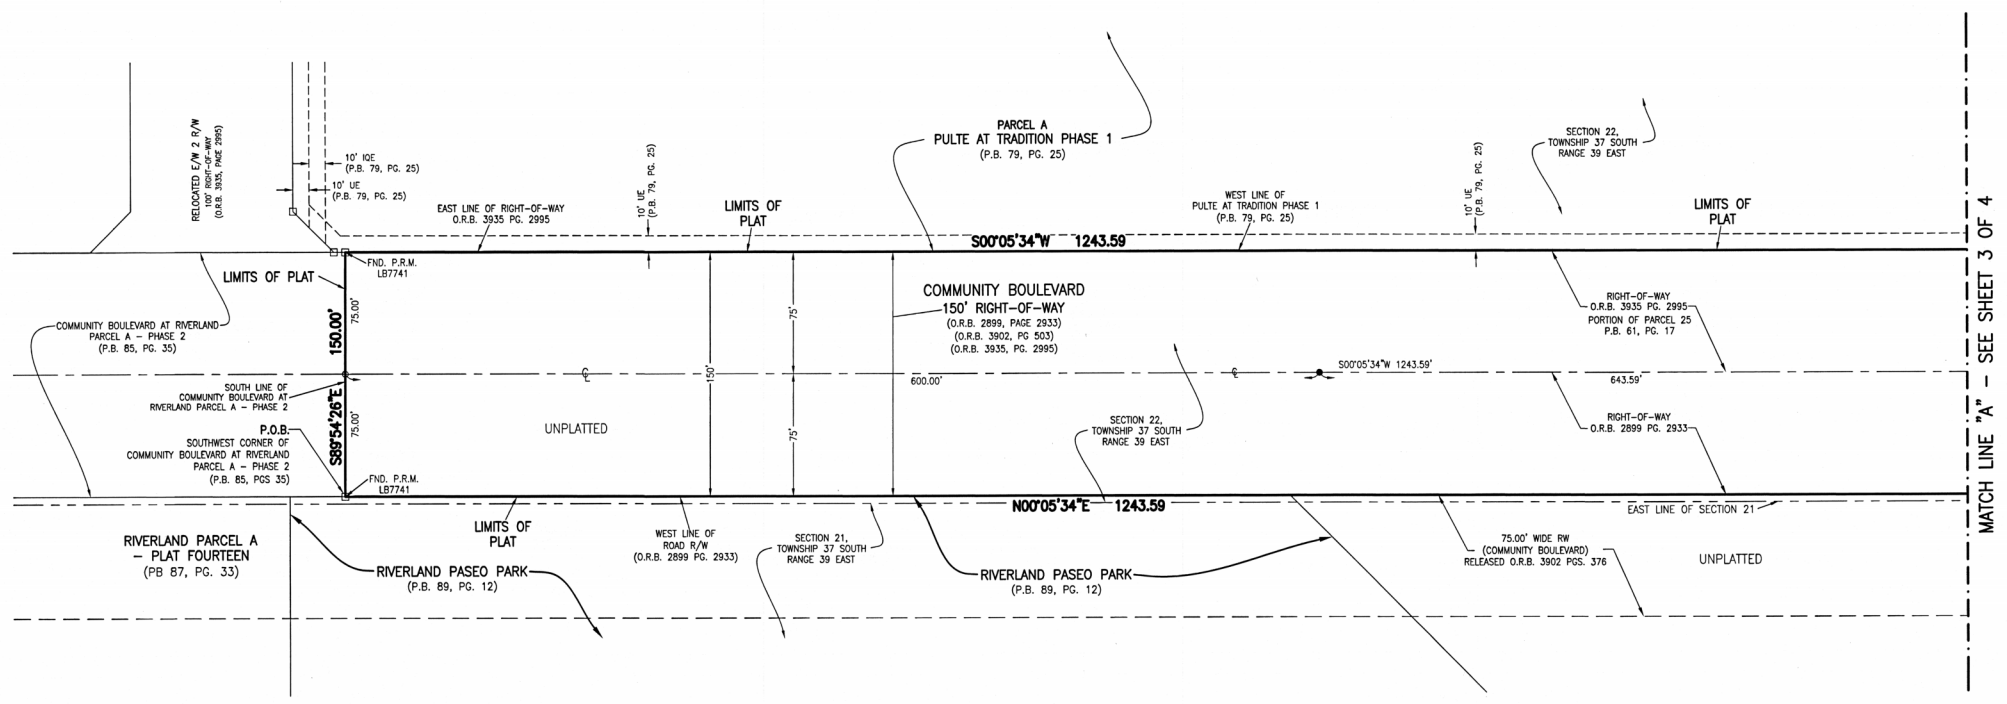 RELOCATED E/W 2 R/W
100' RIGHT-OF-WAY
(O.R.B. 3935, PAGE 2995)
10' IQE
(P.B. 79, PG. 25)
10' UE
(P.B. 79, PG. 25)
EAST LINE OF RIGHT-OF-WAY
O.R.B. 3935 PG. 2995
10' UE
(P.B. 79, PG. 25)
LIMITS OF
PLAT
PARCEL A
PULTE AT TRADITION PHASE 1
(P.B. 79, PG. 25)
WEST LINE OF
PULTE AT TRADITION PHASE 1
(P.B. 79, PG. 25)
10' UE
(P.B. 79, PG. 25)
SECTION 22,
TOWNSHIP 37 SOUTH
RANGE 39 EAST
LIMITS OF
PLAT
S00°05'34"W 1243.59
FND. P.R.M.
LB7741
LIMITS OF PLAT
COMMUNITY BOULEVARD AT RIVERLAND
PARCEL A - PHASE 2
(P.B. 85, PG. 35)
150.00'
75.00'
75'
150'
COMMUNITY BOULEVARD
150' RIGHT-OF-WAY
(O.R.B. 2899, PAGE 2933)
(O.R.B. 3902, PG 503)
(O.R.B. 3935, PG. 2995)
RIGHT-OF-WAY
O.R.B. 3935 PG. 2995
PORTION OF PARCEL 25
P.B. 61, PG. 17
℄
600.00'
℄
S00°05'34"W 1243.59'
643.59'
SOUTH LINE OF
COMMUNITY BOULEVARD AT
RIVERLAND PARCEL A - PHASE 2
S89°54'26"E
75.00'
75'
UNPLATTED
P.O.B.
SOUTHWEST CORNER OF
COMMUNITY BOULEVARD AT RIVERLAND
PARCEL A - PHASE 2
(P.B. 85, PGS 35)
SECTION 22,
TOWNSHIP 37 SOUTH
RANGE 39 EAST
RIGHT-OF-WAY
O.R.B. 2899 PG. 2933
FND. P.R.M.
LB7741
N00°05'34"E 1243.59
EAST LINE OF SECTION 21
LIMITS OF
PLAT
WEST LINE OF
ROAD R/W
(O.R.B. 2899 PG. 2933)
SECTION 21,
TOWNSHIP 37 SOUTH
RANGE 39 EAST
RIVERLAND PARCEL A
- PLAT FOURTEEN
(PB 87, PG. 33)
RIVERLAND PASEO PARK
(P.B. 89, PG. 12)
RIVERLAND PASEO PARK
(P.B. 89, PG. 12)
75.00' WIDE RW
(COMMUNITY BOULEVARD)
RELEASED O.R.B. 3902 PGS. 376
UNPLATTED
MATCH LINE "A" - SEE SHEET 3 OF 4